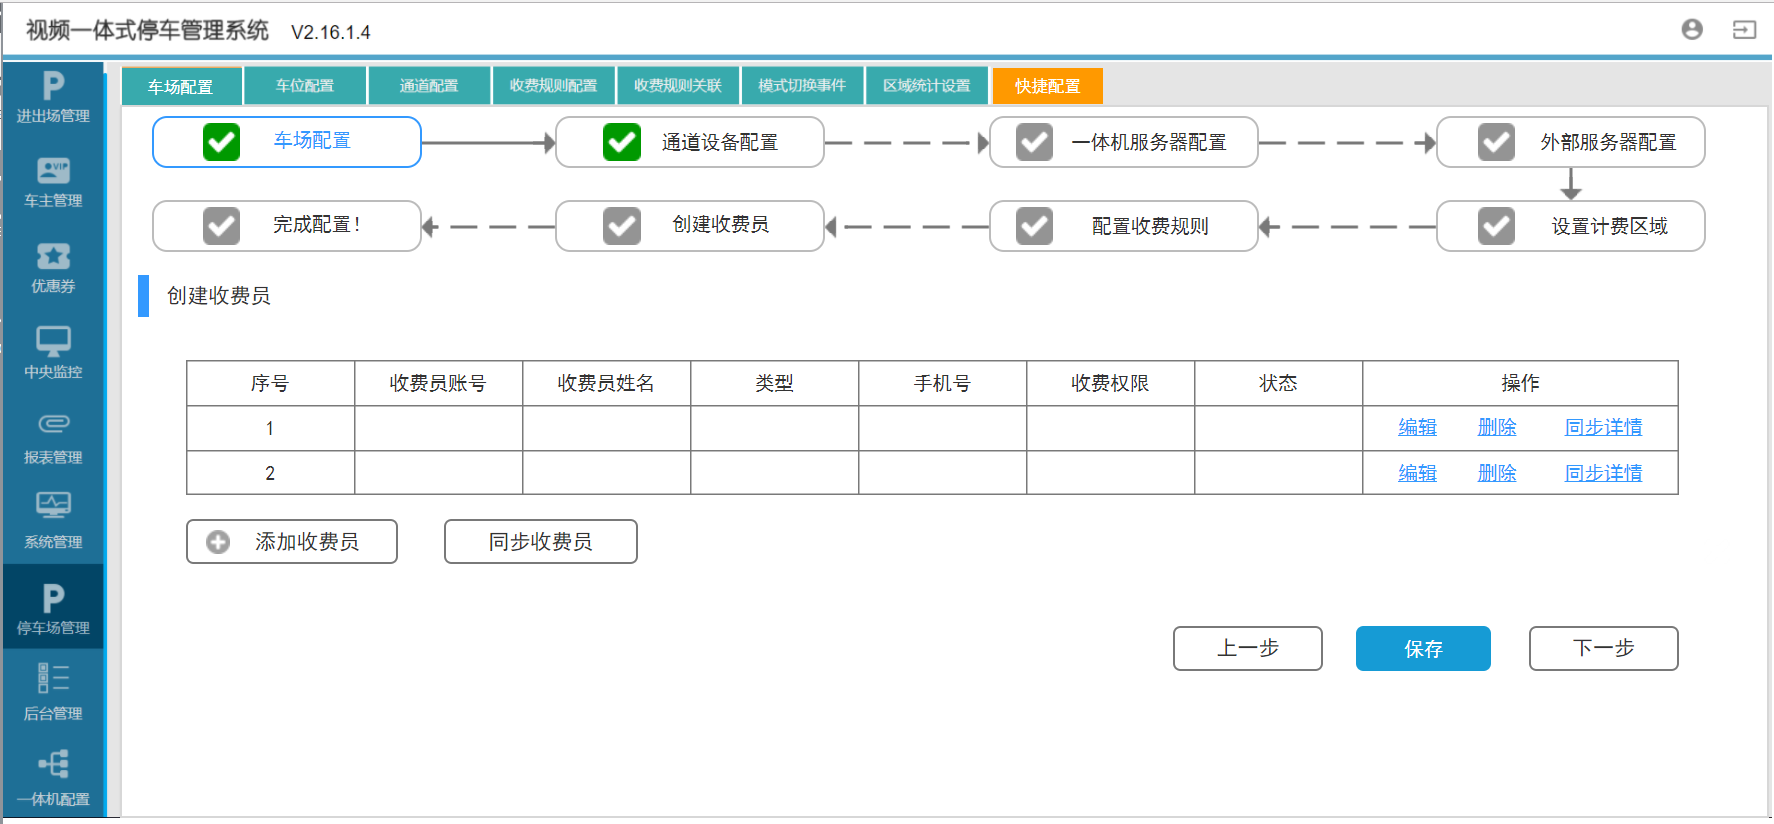 视频一体式停车管理系统 V2.16.1.4
进出场管理
车主管理
优惠券
中央监控
报表管理
系统管理
停车场管理
后台管理
一体机配置
车场配置 车位配置 通道配置 收费规则配置 收费规则关联 模式切换事件 区域统计设置 快捷配置
车场配置 通道设备配置 一体机服务器配置 外部服务器配置
完成配置! 创建收费员 配置收费规则 设置计费区域
创建收费员
序号 收费员账号 收费员姓名 类型 手机号 收费权限 状态 操作
1 编辑 删除 同步详情
2 编辑 删除 同步详情
添加收费员 同步收费员
上一步 保存 下一步